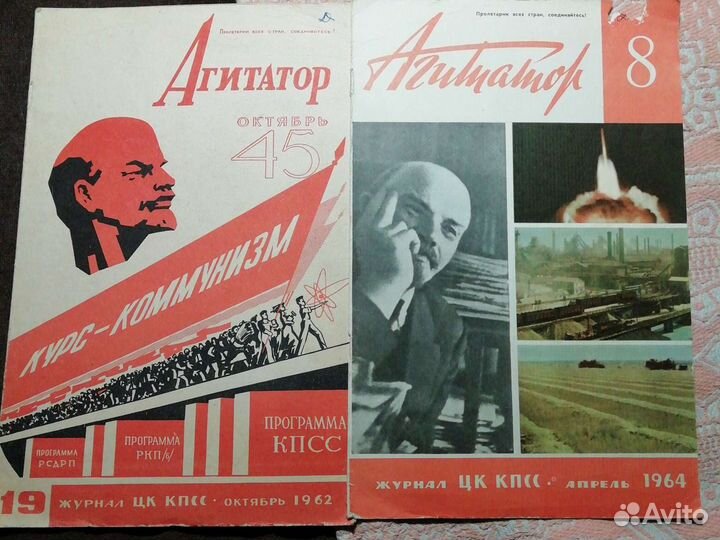 Пролетарии всех стран, соединяйтесь!
Агитатор
ОКТЯБРЬ
45
КУРС – КОММУНИЗМ
ПРОГРАММА
РСДРП
ПРОГРАММА
РКП/б/
ПРОГРАММА
КПСС
19 ЖУРНАЛ ЦК КПСС · ОКТЯБРЬ 1962
Пролетарии всех стран, соединяйтесь!
Агитатор
8
ЖУРНАЛ ЦК КПСС · АПРЕЛЬ 1964
Avito